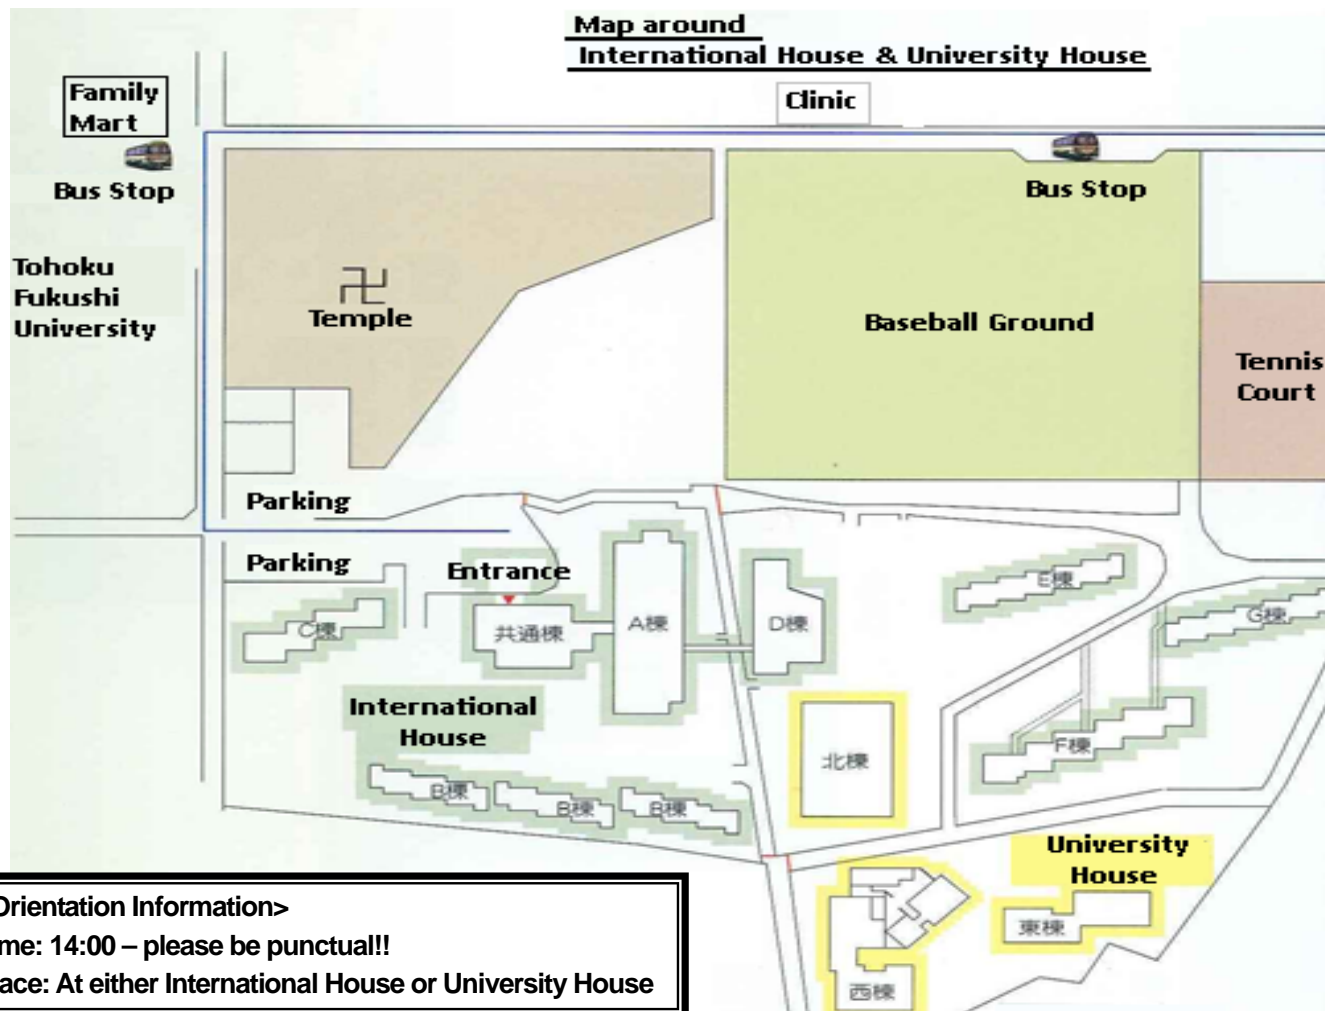 Map around
International House & University House
Family
Mart
Clinic
Bus Stop
Bus Stop
Tohoku
Fukushi
University
卍
Temple
Baseball Ground
Tennis
Court
Parking
Parking
Entrance
C棟
共通棟
A棟
D棟
E棟
G棟
International
House
北棟
F棟
B棟
B棟
B棟
University
House
東棟
西棟
Orientation Information>
me: 14:00 – please be punctual!!
ace: At either International House or University House